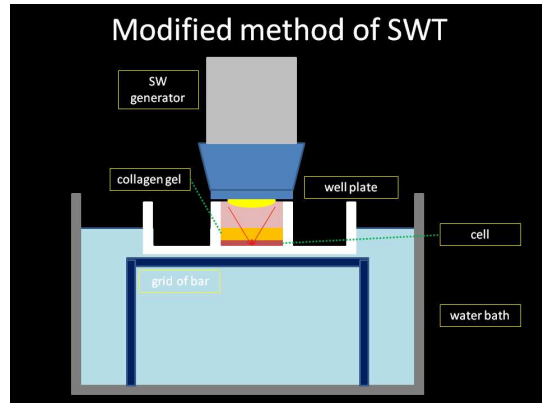 Modified method of SWT
SW
generator
collagen gel
well plate
cell
grid of bar
water bath